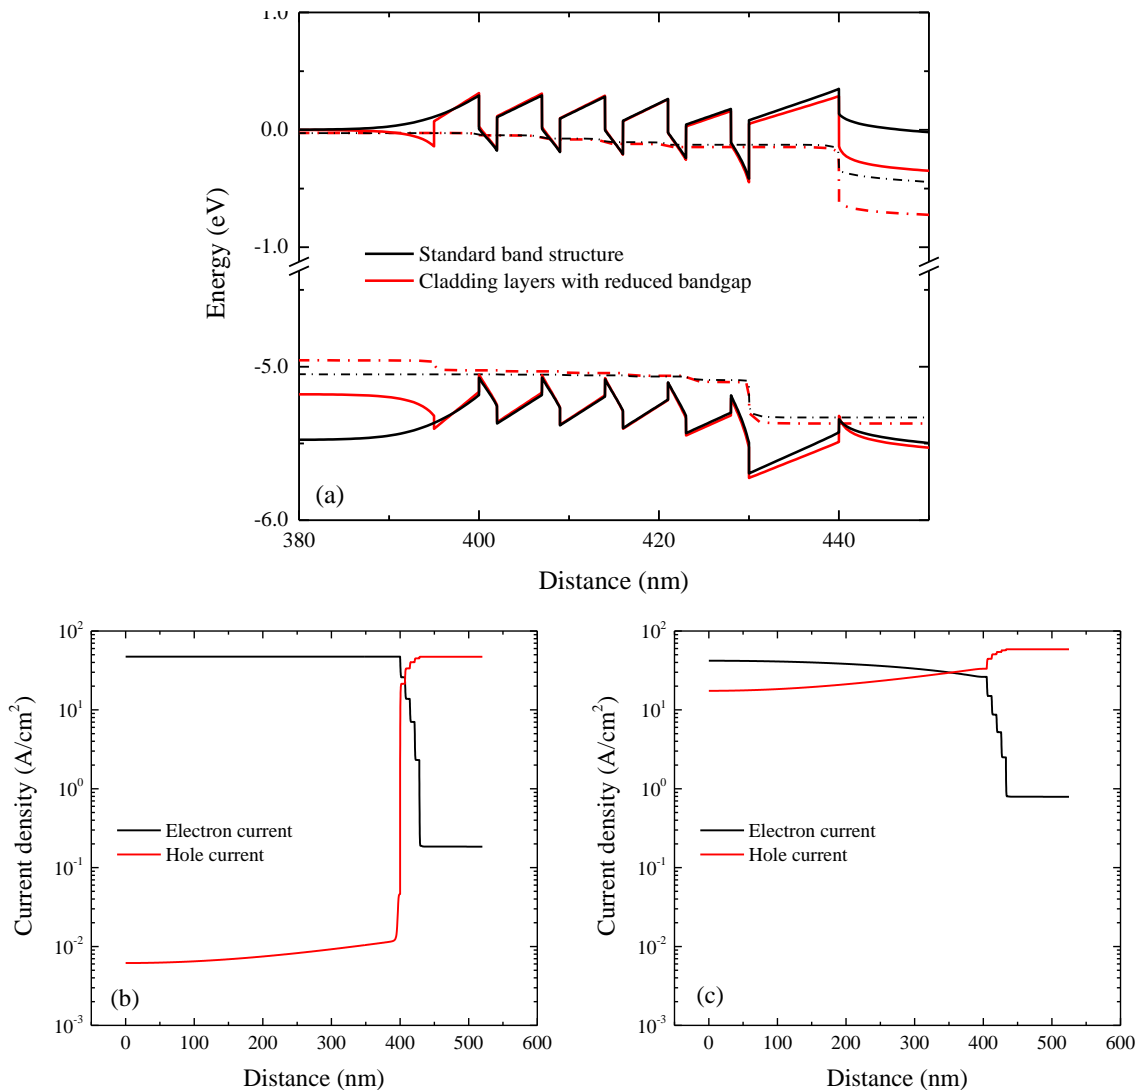 1.0
0.0
-1.0
-5.0
-6.0
Energy (eV)
Standard band structure
Cladding layers with reduced bandgap
(a)
380 400 420 440
Distance (nm)
10²
10¹
10⁰
10⁻¹
10⁻²
10⁻³
Current density (A/cm²)
Electron current
Hole current
(b)
0 100 200 300 400 500 600
Distance (nm)
10²
10¹
10⁰
10⁻¹
10⁻²
10⁻³
Current density (A/cm²)
Electron current
Hole current
(c)
0 100 200 300 400 500 600
Distance (nm)